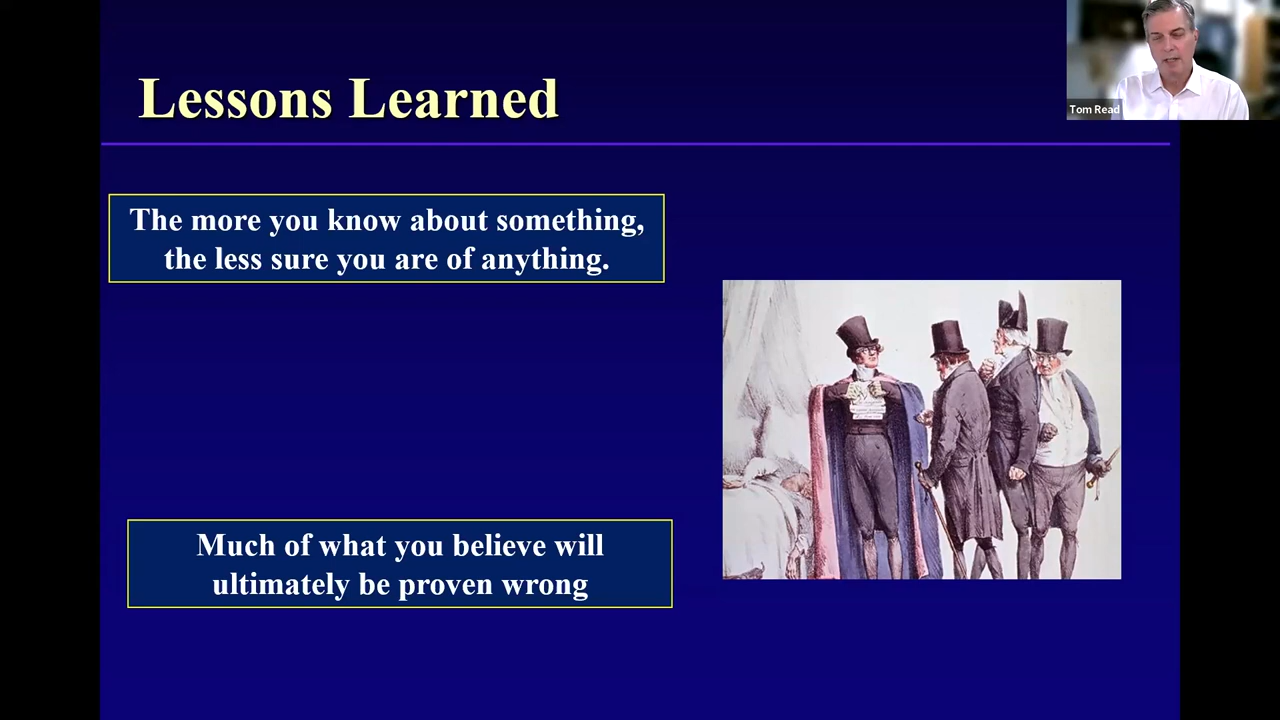 Lessons Learned
Tom Read
The more you know about something,
the less sure you are of anything.
Much of what you believe will
ultimately be proven wrong